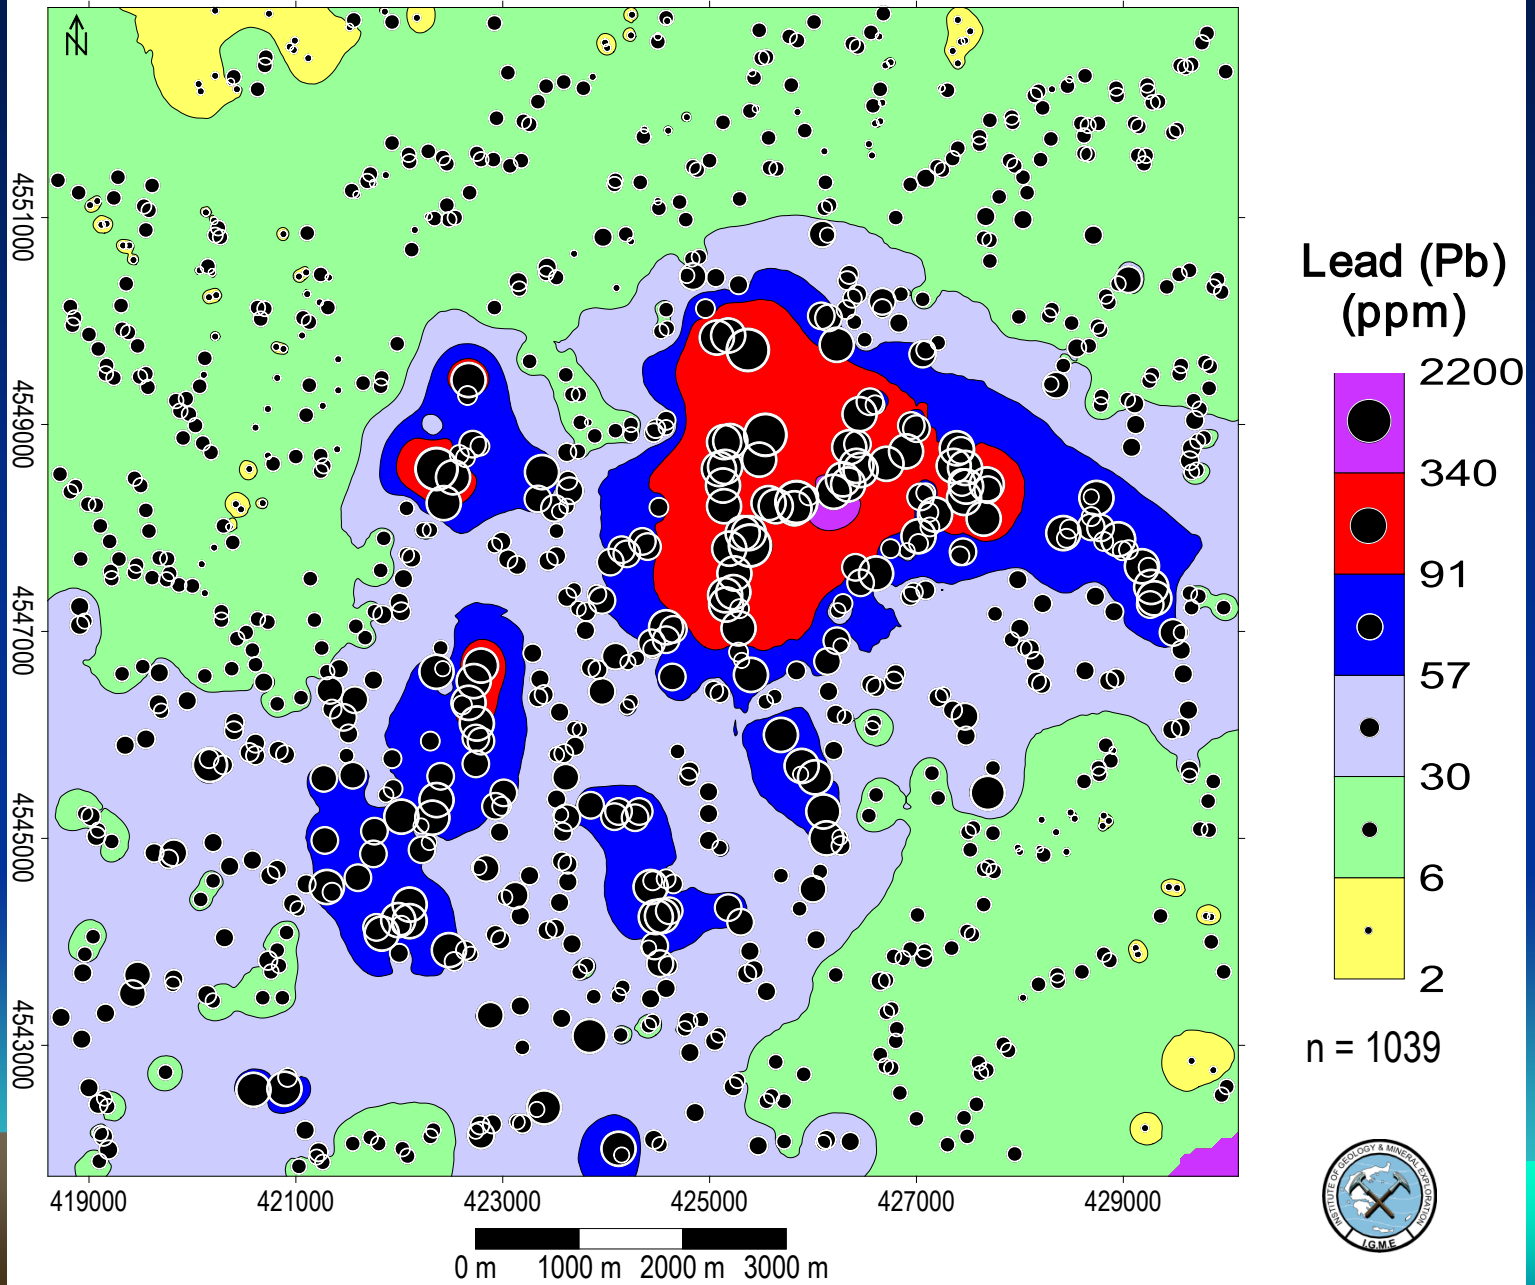 N
4551000
4549000
4547000
4545000
4543000
419000 421000 423000 425000 427000 429000
0 m 1000 m 2000 m 3000 m
Lead (Pb)
(ppm)
2200
340
91
57
30
6
2
n = 1039
INSTITUTE OF GEOLOGY & MINERAL EXPLORATION
I.G.M.E